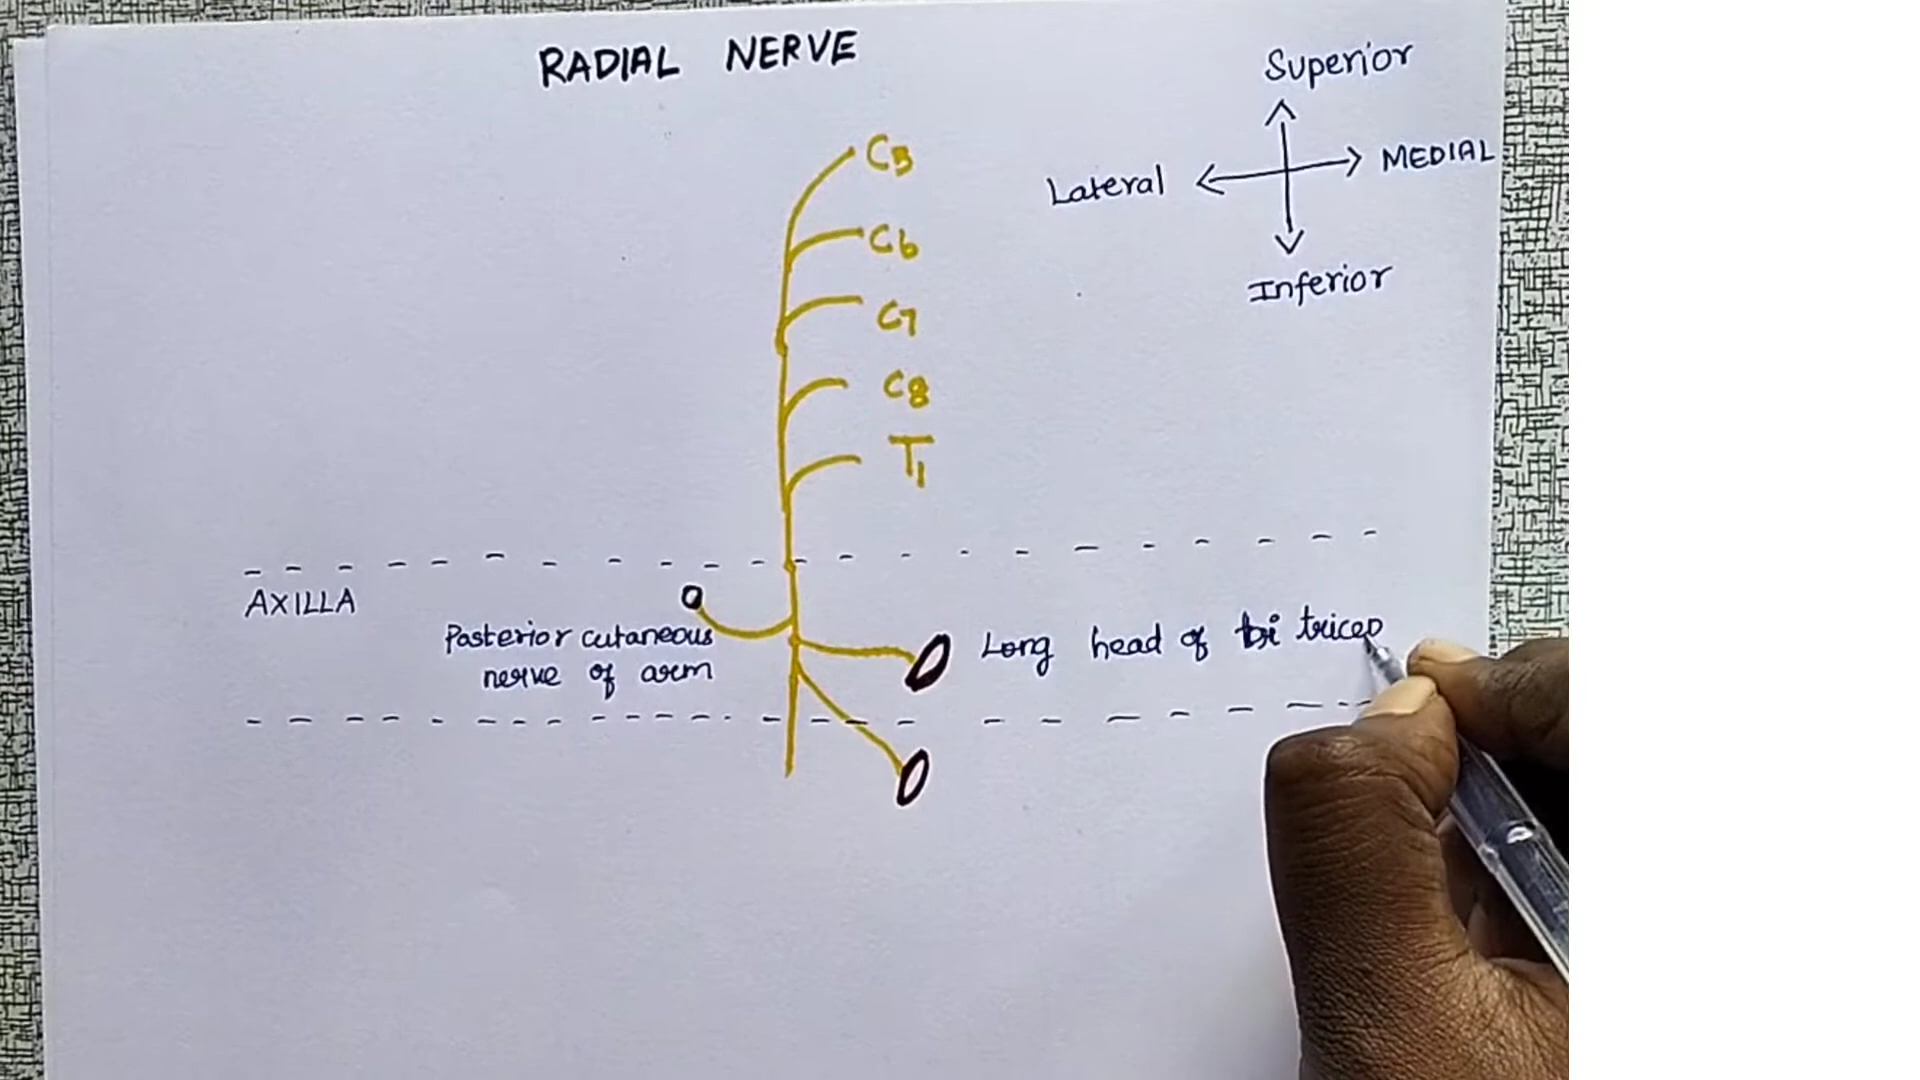 RADIAL NERVE
Superior
Lateral
MEDIAL
Inferior
C5
C6
C7
C8
T1
AXILLA
Posterior cutaneous
nerve of arm
Long head of tricep